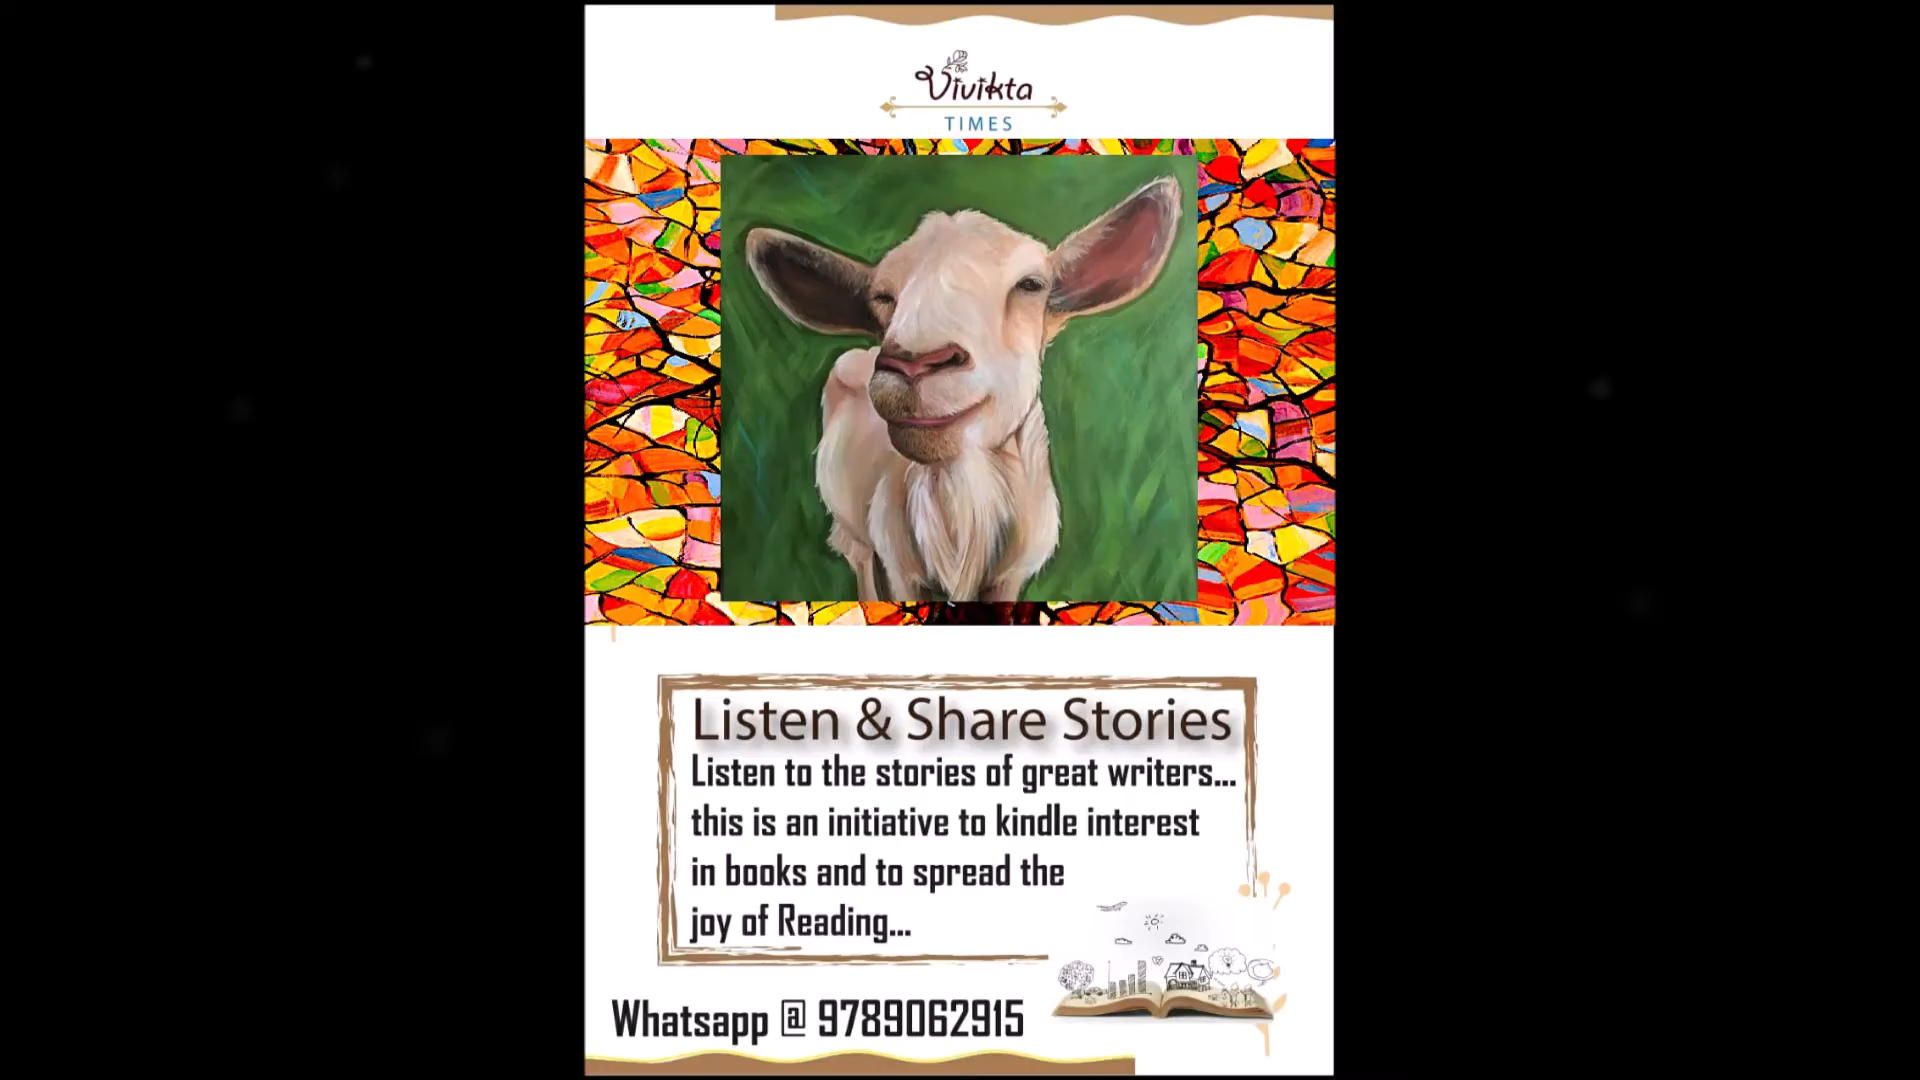 Vivikta
TIMES
Listen & Share Stories
Listen to the stories of great writers...
this is an initiative to kindle interest
in books and to spread the
joy of Reading...
Whatsapp @ 9789062915